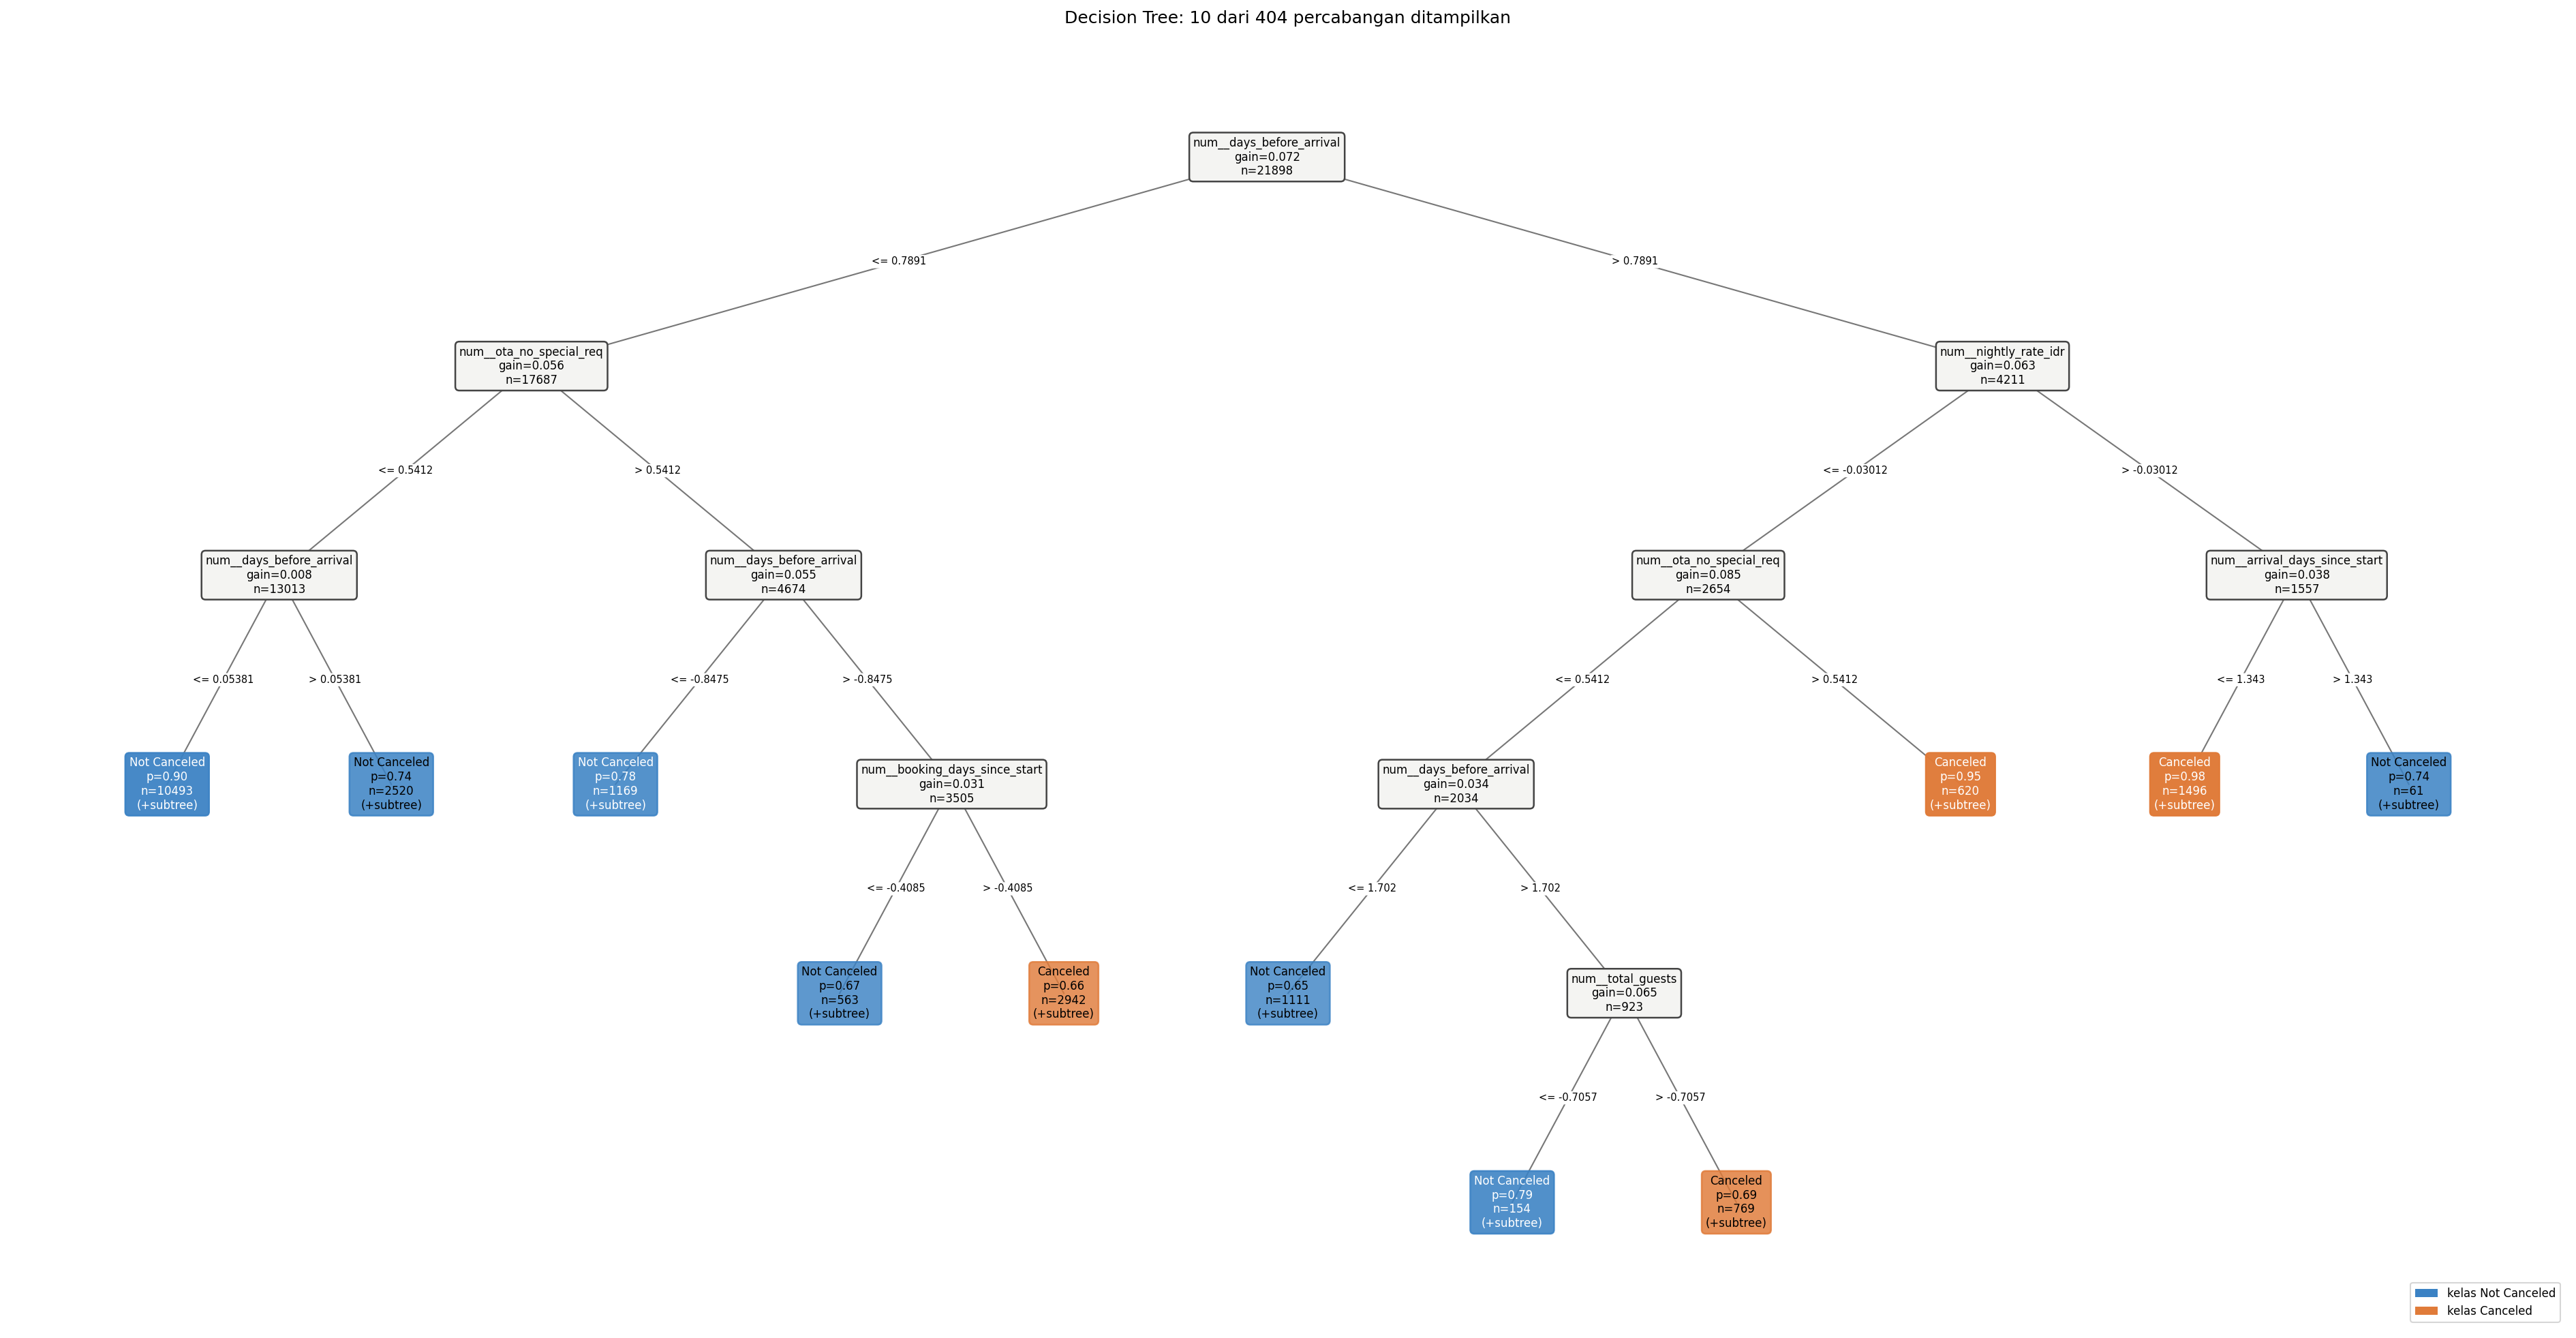 Decision Tree: 10 dari 404 percabangan ditampilkan
num__days_before_arrival
gain=0.072
n=21898
<= 0.7891
> 0.7891
num__ota_no_special_req
gain=0.056
n=17687
num__nightly_rate_idr
gain=0.063
n=4211
<= 0.5412
> 0.5412
<= -0.03012
> -0.03012
num__days_before_arrival
gain=0.008
n=13013
num__days_before_arrival
gain=0.055
n=4674
num__ota_no_special_req
gain=0.085
n=2654
num__arrival_days_since_start
gain=0.038
n=1557
<= 0.05381
> 0.05381
<= -0.8475
> -0.8475
<= 0.5412
> 0.5412
<= 1.343
> 1.343
Not Canceled
p=0.90
n=10493
(+subtree)
Not Canceled
p=0.74
n=2520
(+subtree)
Not Canceled
p=0.78
n=1169
(+subtree)
num__booking_days_since_start
gain=0.031
n=3505
num__days_before_arrival
gain=0.034
n=2034
Canceled
p=0.95
n=620
(+subtree)
Canceled
p=0.98
n=1496
(+subtree)
Not Canceled
p=0.74
n=61
(+subtree)
<= -0.4085
> -0.4085
<= 1.702
> 1.702
Not Canceled
p=0.67
n=563
(+subtree)
Canceled
p=0.66
n=2942
(+subtree)
Not Canceled
p=0.65
n=1111
(+subtree)
num__total_guests
gain=0.065
n=923
<= -0.7057
> -0.7057
Not Canceled
p=0.79
n=154
(+subtree)
Canceled
p=0.69
n=769
(+subtree)
kelas Not Canceled
kelas Canceled